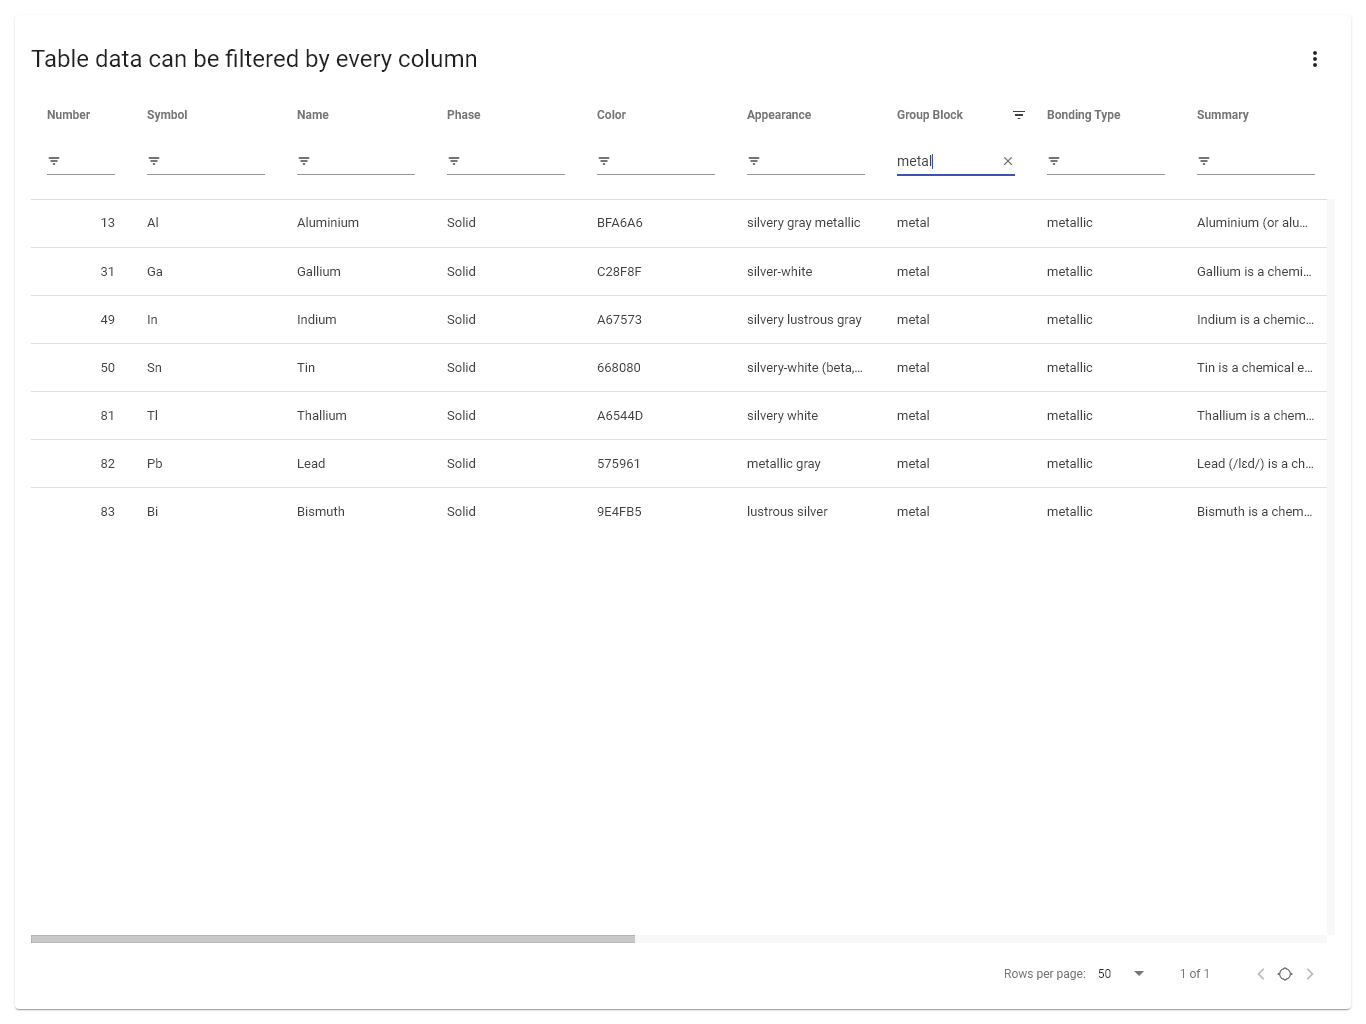 Table data can be filtered by every column
Number Symbol Name Phase Color Appearance Group Block Bonding Type Summary
metal
13 Al Aluminium Solid BFA6A6 silvery gray metallic metal metallic Aluminium (or alu…
31 Ga Gallium Solid C28F8F silver-white metal metallic Gallium is a chemi…
49 In Indium Solid A67573 silvery lustrous gray metal metallic Indium is a chemic…
50 Sn Tin Solid 668080 silvery-white (beta,… metal metallic Tin is a chemical e…
81 Tl Thallium Solid A6544D silvery white metal metallic Thallium is a chem…
82 Pb Lead Solid 575961 metallic gray metal metallic Lead (/lɛd/) is a ch…
83 Bi Bismuth Solid 9E4FB5 lustrous silver metal metallic Bismuth is a chem…
Rows per page: 50 1 of 1